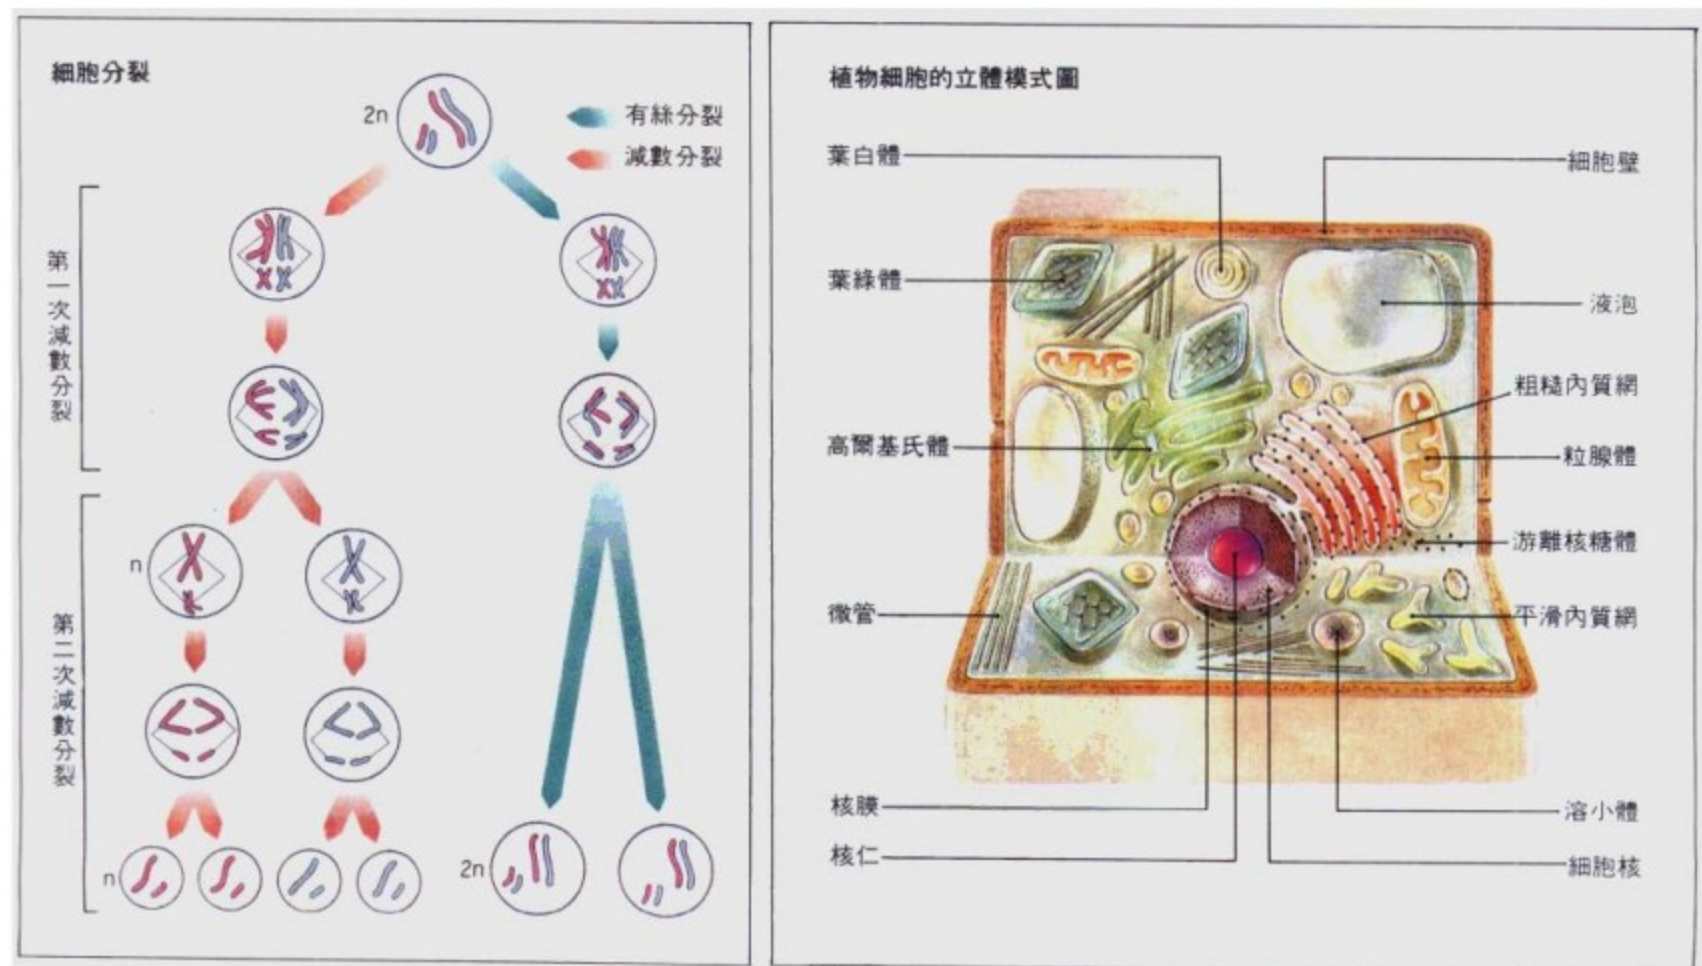 細胞分裂
2n
有絲分裂
減數分裂
第一次減數分裂
n
第二次減數分裂
n
2n
植物細胞的立體模式圖
葉白體
細胞壁
葉綠體
液泡
粗糙內質網
高爾基氏體
粒腺體
游離核糖體
微管
平滑內質網
核膜
溶小體
核仁
細胞核